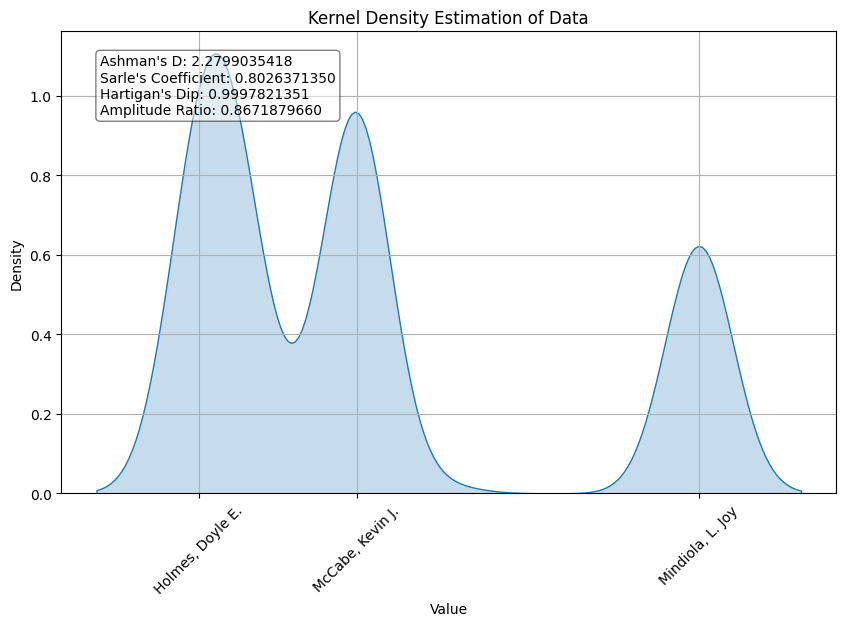 Kernel Density Estimation of Data
Ashman's D: 2.2799035418
Sarle's Coefficient: 0.8026371350
Hartigan's Dip: 0.9997821351
Amplitude Ratio: 0.8671879660
Density
1.0
0.8
0.6
0.4
0.2
0.0
Holmes, Doyle E.
McCabe, Kevin J.
Mindiola, L. Joy
Value